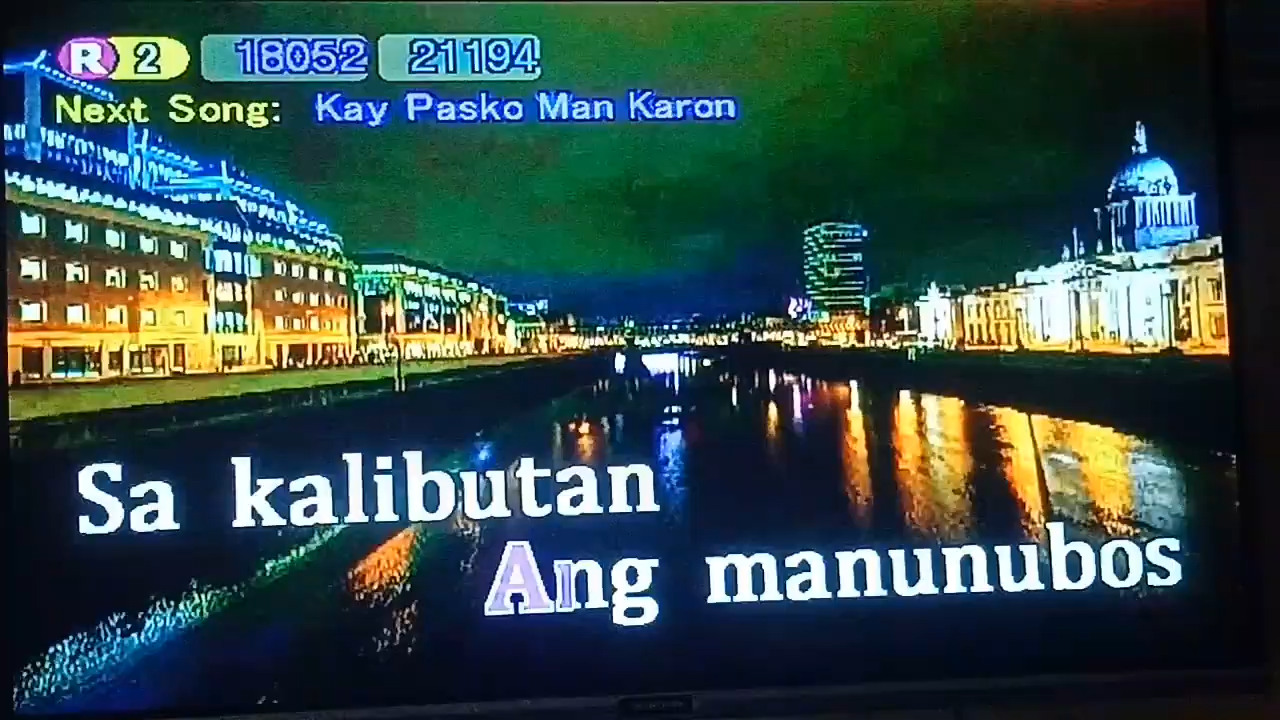 R 2 18052 21194
Next Song: Kay Pasko Man Karon
Sa kalibutan
Ang manunubos